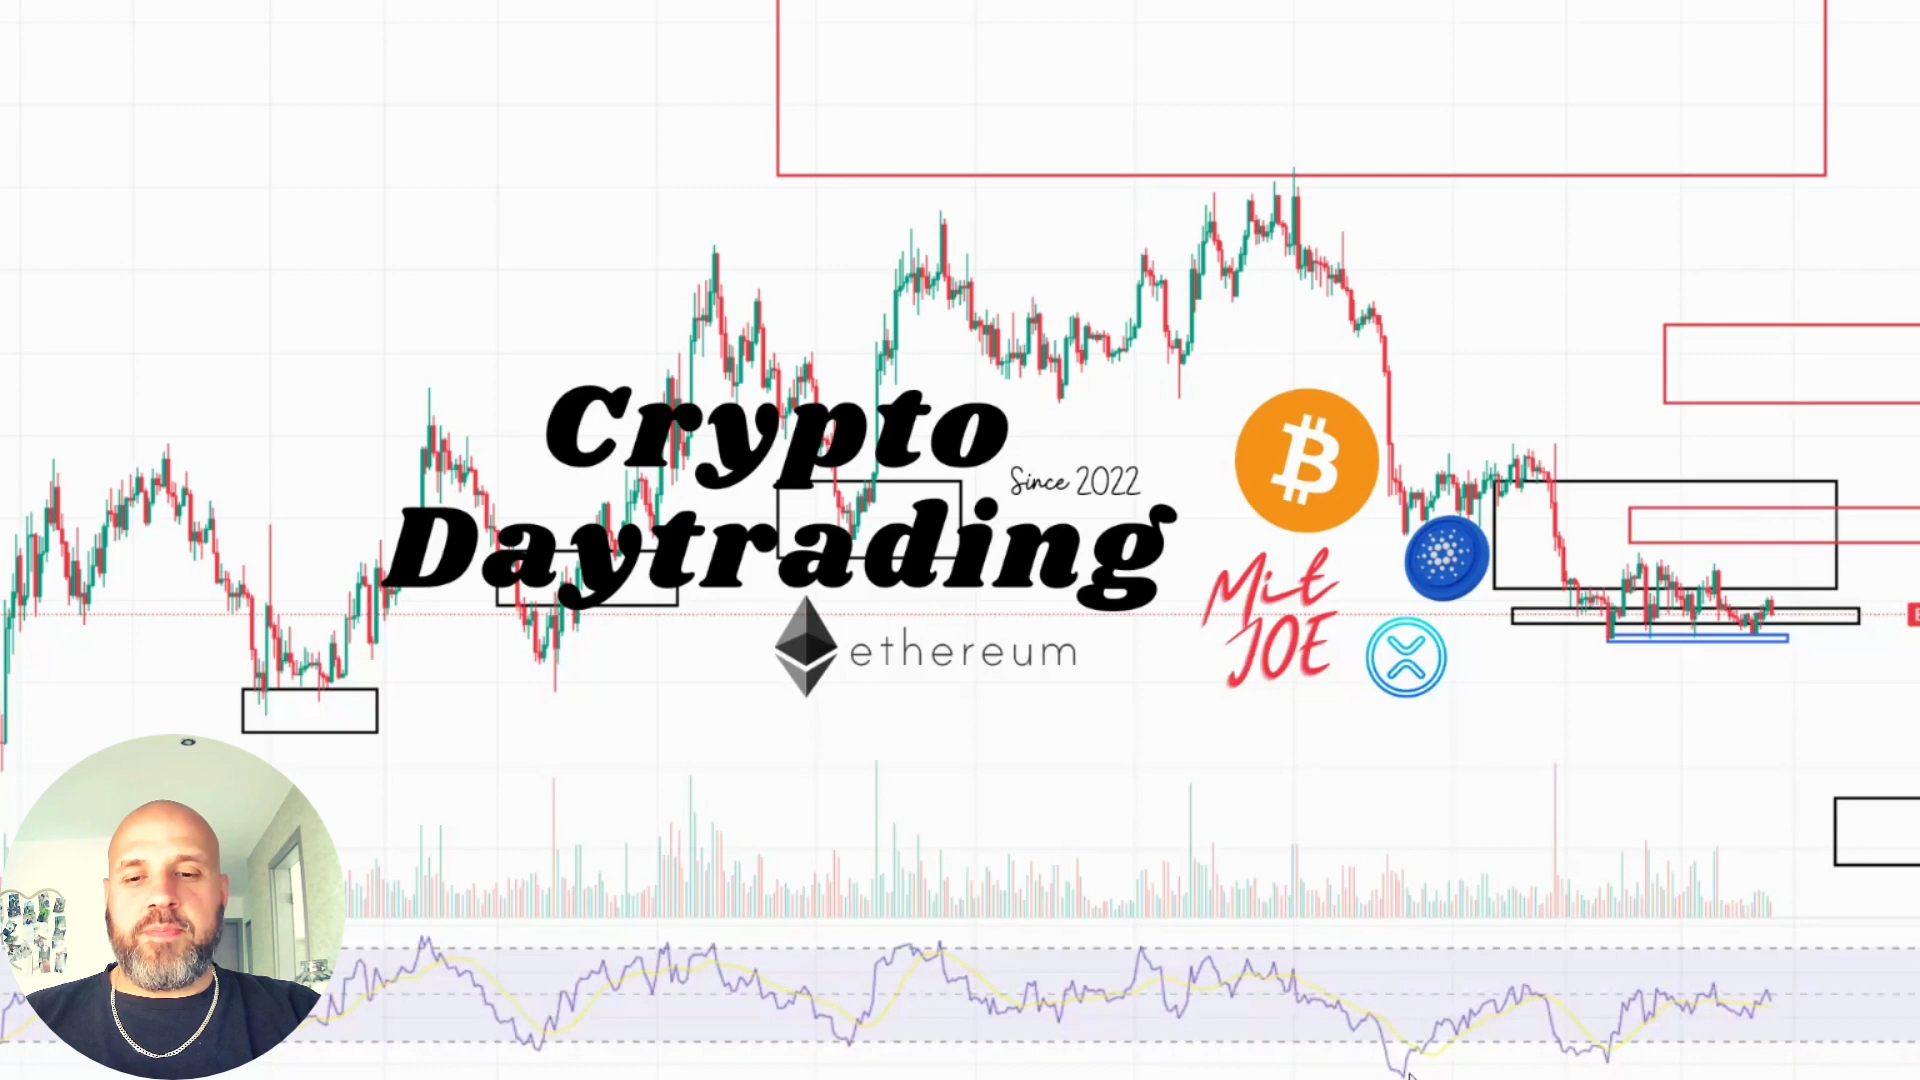 Crypto
Since 2022
Daytrading
Mit
JOE
ethereum